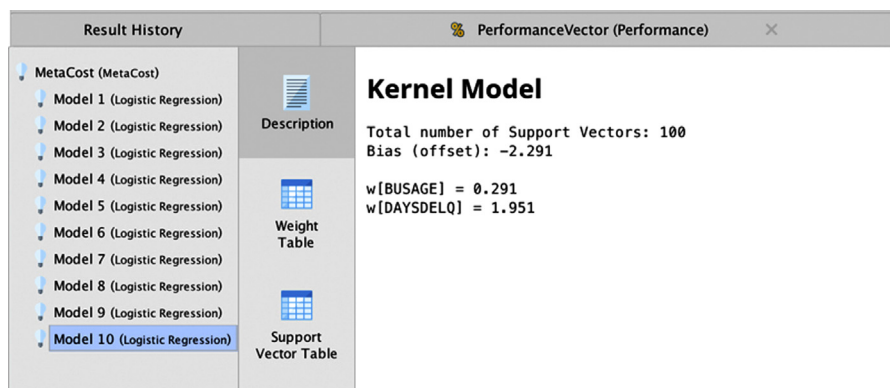 Result History
PerformanceVector (Performance)
MetaCost (MetaCost)
Model 1 (Logistic Regression)
Model 2 (Logistic Regression)
Model 3 (Logistic Regression)
Model 4 (Logistic Regression)
Model 5 (Logistic Regression)
Model 6 (Logistic Regression)
Model 7 (Logistic Regression)
Model 8 (Logistic Regression)
Model 9 (Logistic Regression)
Model 10 (Logistic Regression)
Description
Weight
Table
Support
Vector Table
Kernel Model
Total number of Support Vectors: 100
Bias (offset): -2.291
w[BUSAGE] = 0.291
w[DAYSDELQ] = 1.951